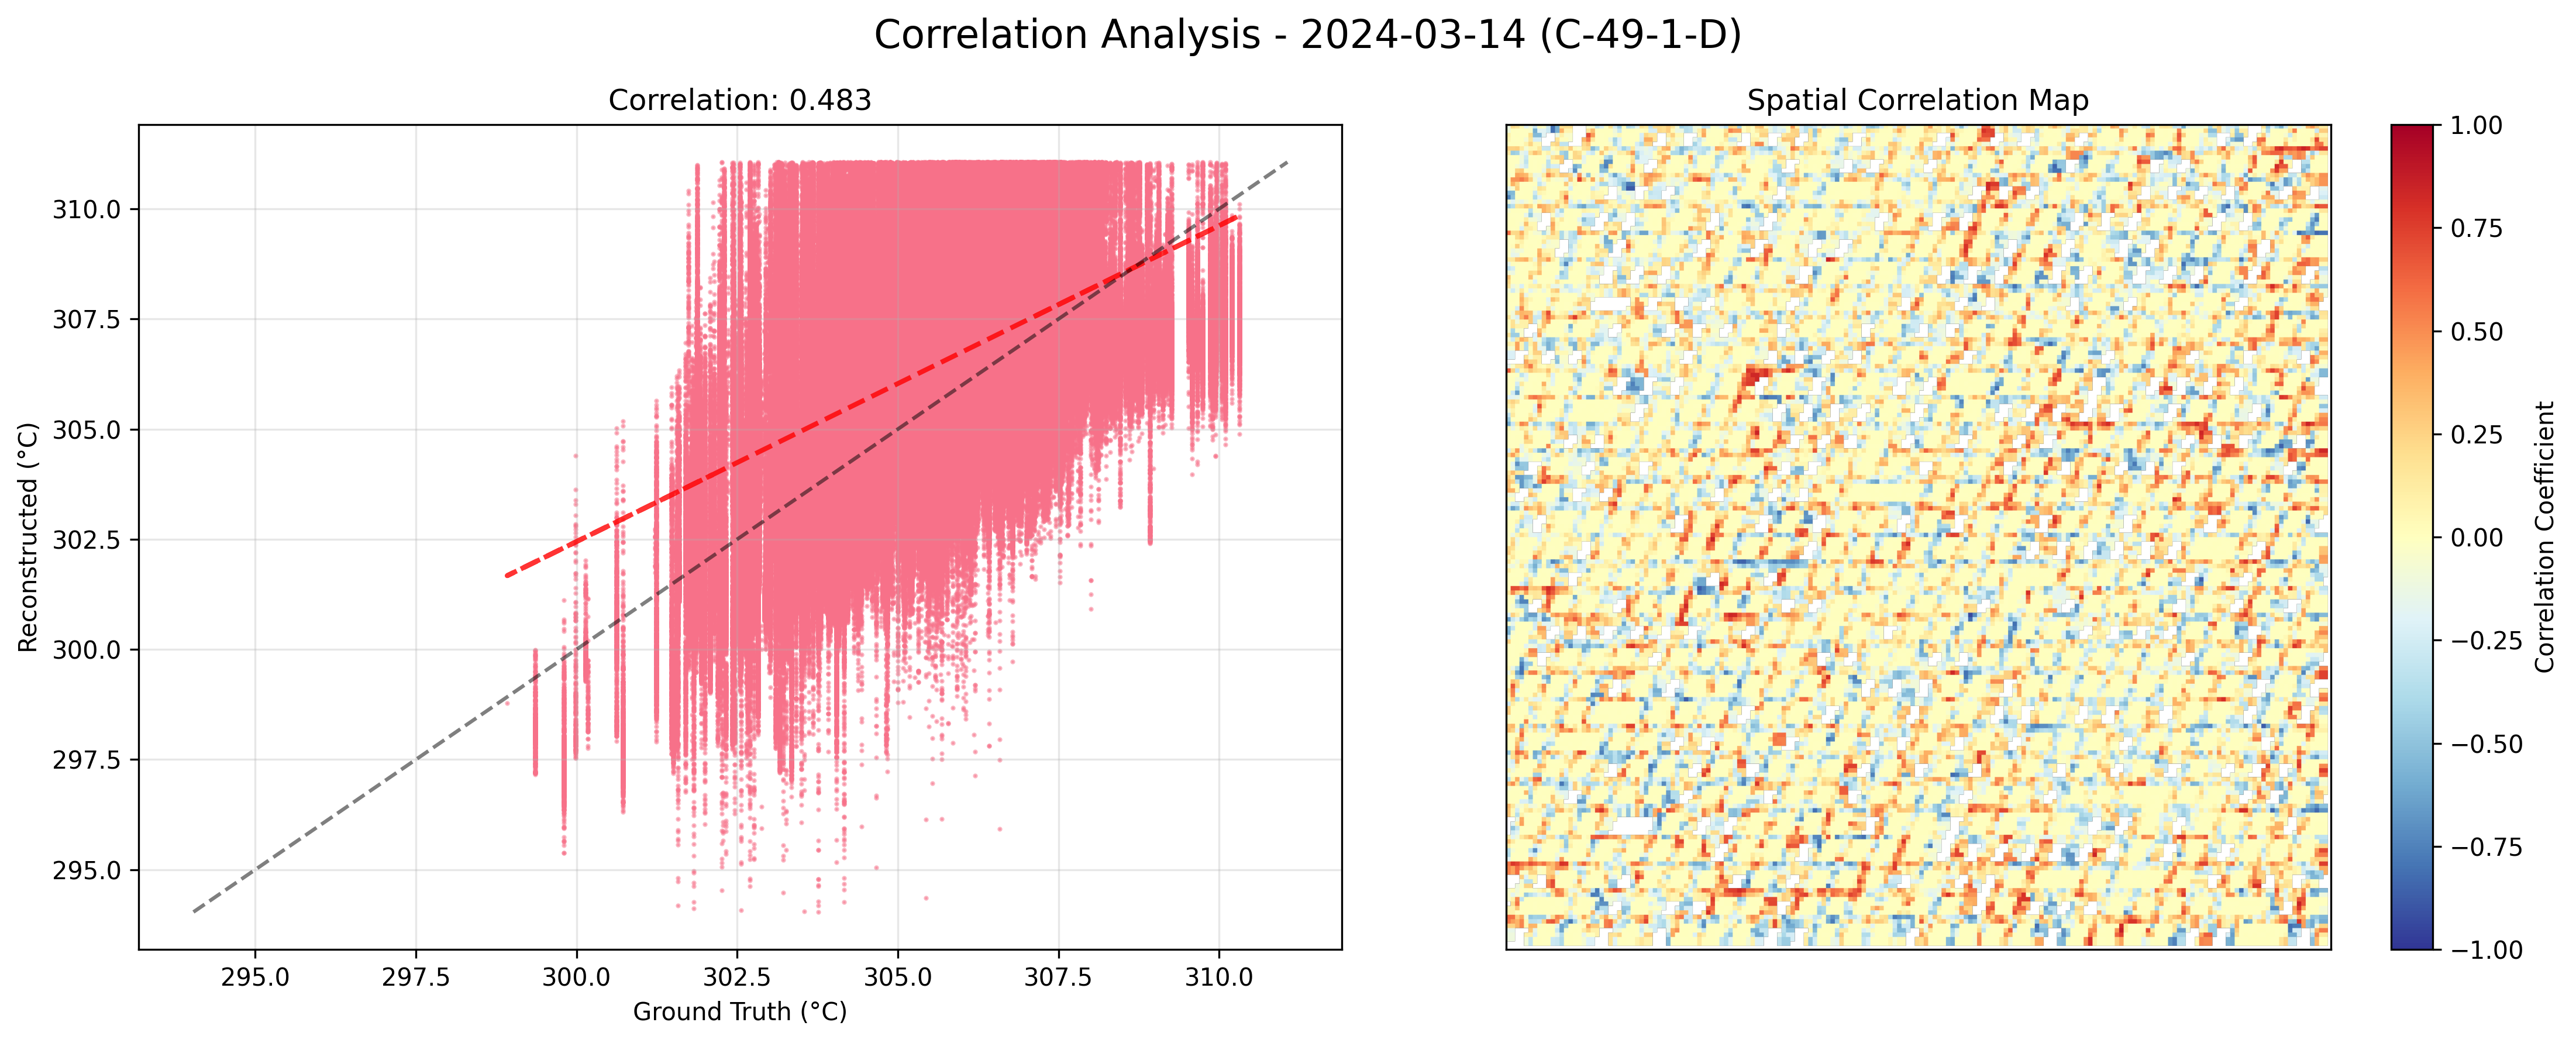 Correlation Analysis - 2024-03-14 (C-49-1-D)
Correlation: 0.483
310.0
307.5
305.0
302.5
300.0
297.5
295.0
Reconstructed (°C)
295.0 297.5 300.0 302.5 305.0 307.5 310.0
Ground Truth (°C)
Spatial Correlation Map
1.00
0.75
0.50
0.25
0.00
−0.25
−0.50
−0.75
−1.00
Correlation Coefficient